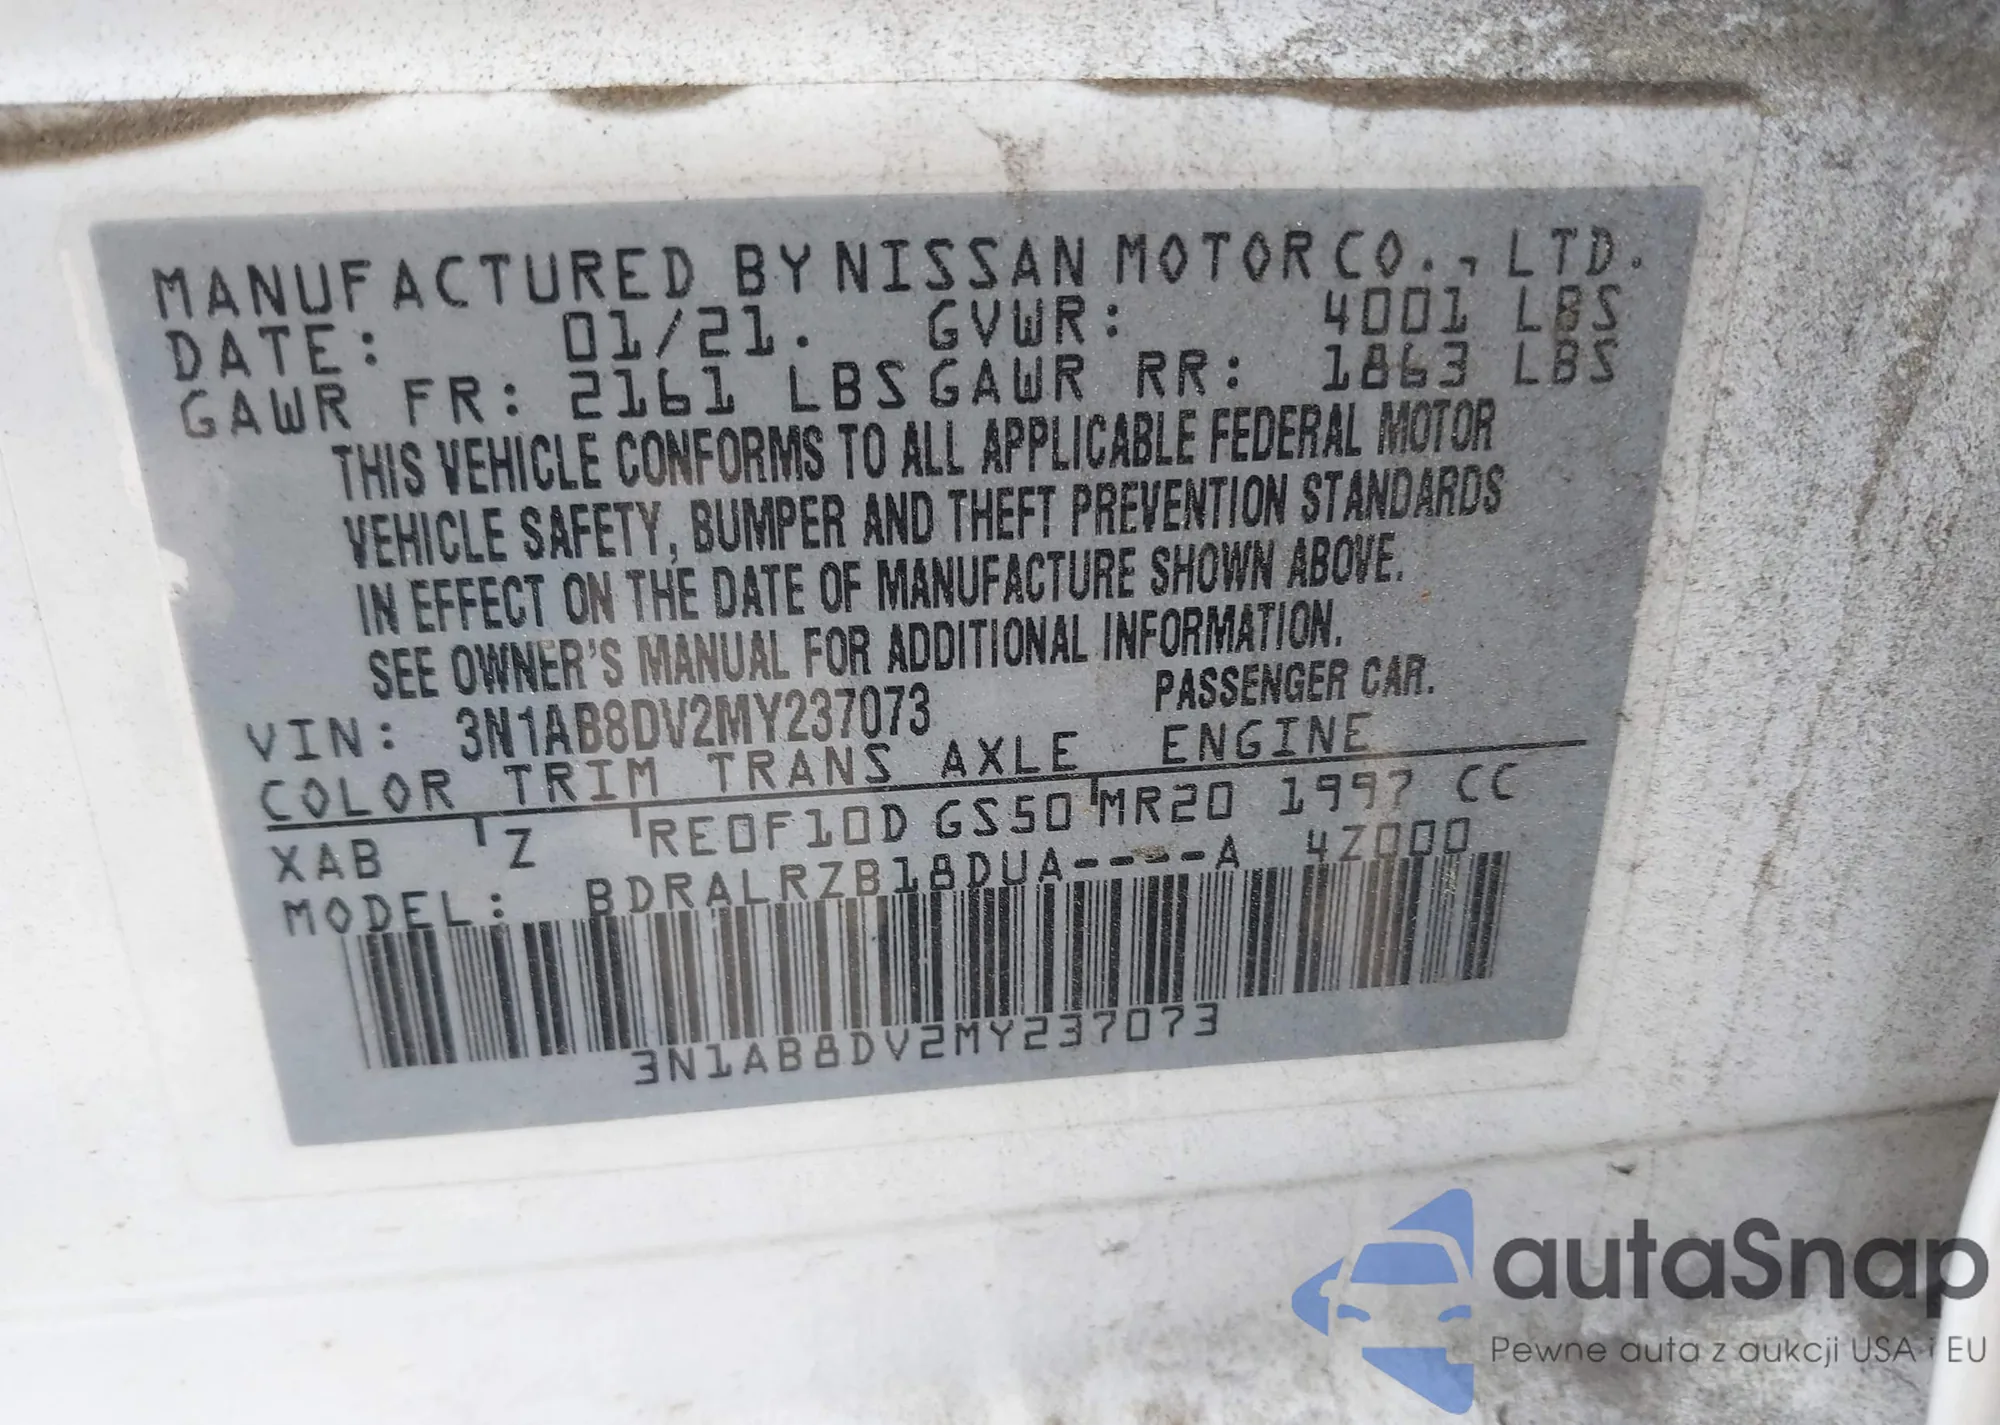 MANUFACTURED BY NISSAN MOTOR CO., LTD.
DATE: 01/21. GVWR: 4001 LBS
GAWR FR: 2161 LBS GAWR RR: 1863 LBS
THIS VEHICLE CONFORMS TO ALL APPLICABLE FEDERAL MOTOR
VEHICLE SAFETY, BUMPER AND THEFT PREVENTION STANDARDS
IN EFFECT ON THE DATE OF MANUFACTURE SHOWN ABOVE.
SEE OWNER'S MANUAL FOR ADDITIONAL INFORMATION.
VIN: 3N1AB8DV2MY237073 PASSENGER CAR.
COLOR TRIM TRANS AXLE ENGINE
XAB Z RE0F10D GS50 MR20 1997 CC
MODEL: BDRALRZB18DUA----A 4Z000
3N1AB8DV2MY237073
autaSnap
Pewne auta z aukcji USA i EU